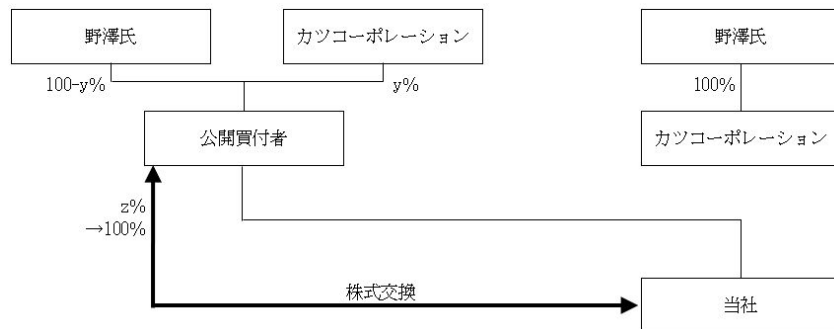 野澤氏
カツコーポレーション
野澤氏
100-y%
y%
100%
公開買付者
カツコーポレーション
z%
→100%
株式交換
当社